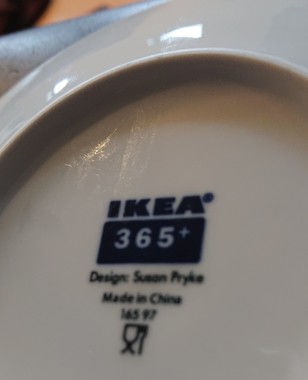 IKEA®
365+
Design: Susan Pryke
Made in China
165 97